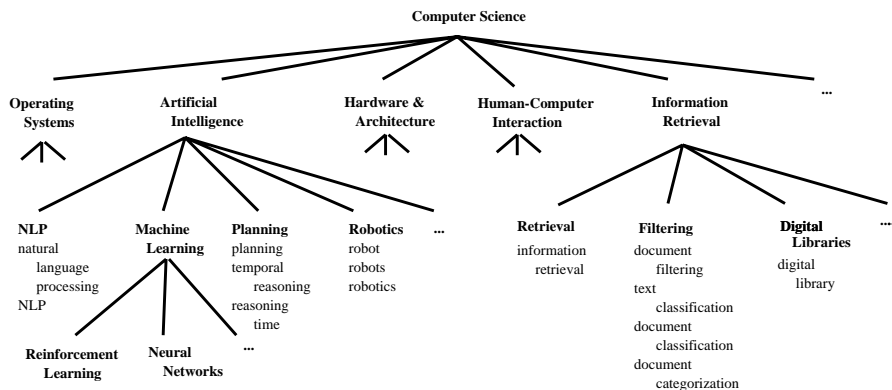 Computer Science
...
Operating
Systems
Artificial
Intelligence
Hardware &
Architecture
Human-Computer
Interaction
Information
Retrieval
NLP
natural
language
processing
NLP
Machine
Learning
Planning
planning
temporal
reasoning
reasoning
time
Robotics
robot
robots
robotics
...
Retrieval
information
retrieval
Filtering
document
filtering
text
classification
document
classification
document
categorization
Digital
Libraries
digital
library
....
Reinforcement
Learning
Neural
Networks
...